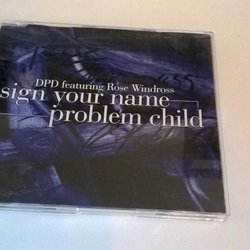 DPD featuring Rose Windross
sign your name
problem child